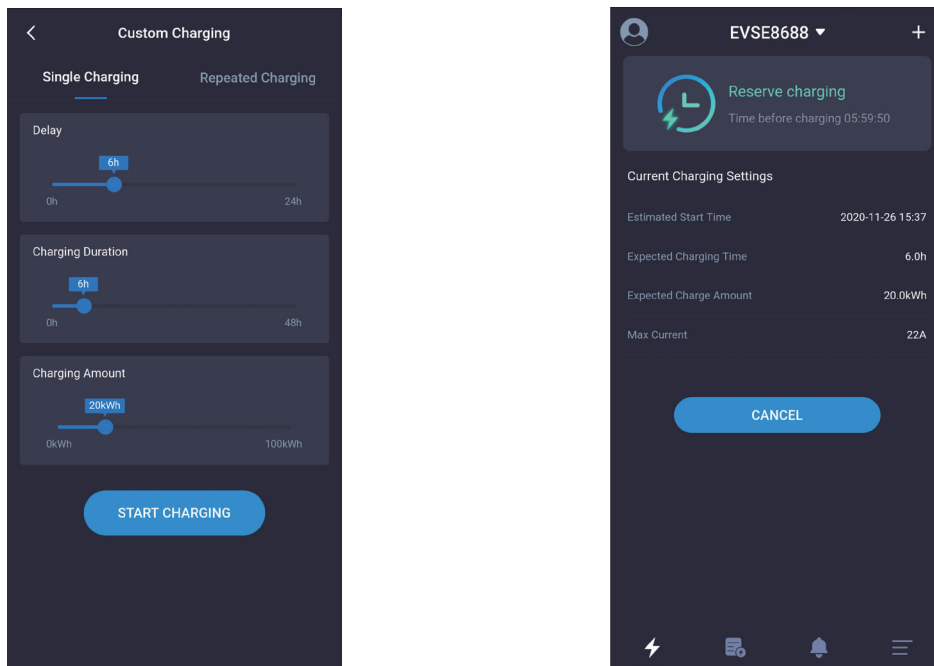 Custom Charging
Single Charging
Repeated Charging
Delay
6h
0h
24h
Charging Duration
6h
0h
48h
Charging Amount
20kWh
0kWh
100kWh
START CHARGING
EVSE8688
Reserve charging
Time before charging 05:59:50
Current Charging Settings
Estimated Start Time 2020-11-26 15:37
Expected Charging Time 6.0h
Expected Charge Amount 20.0kWh
Max Current 22A
CANCEL